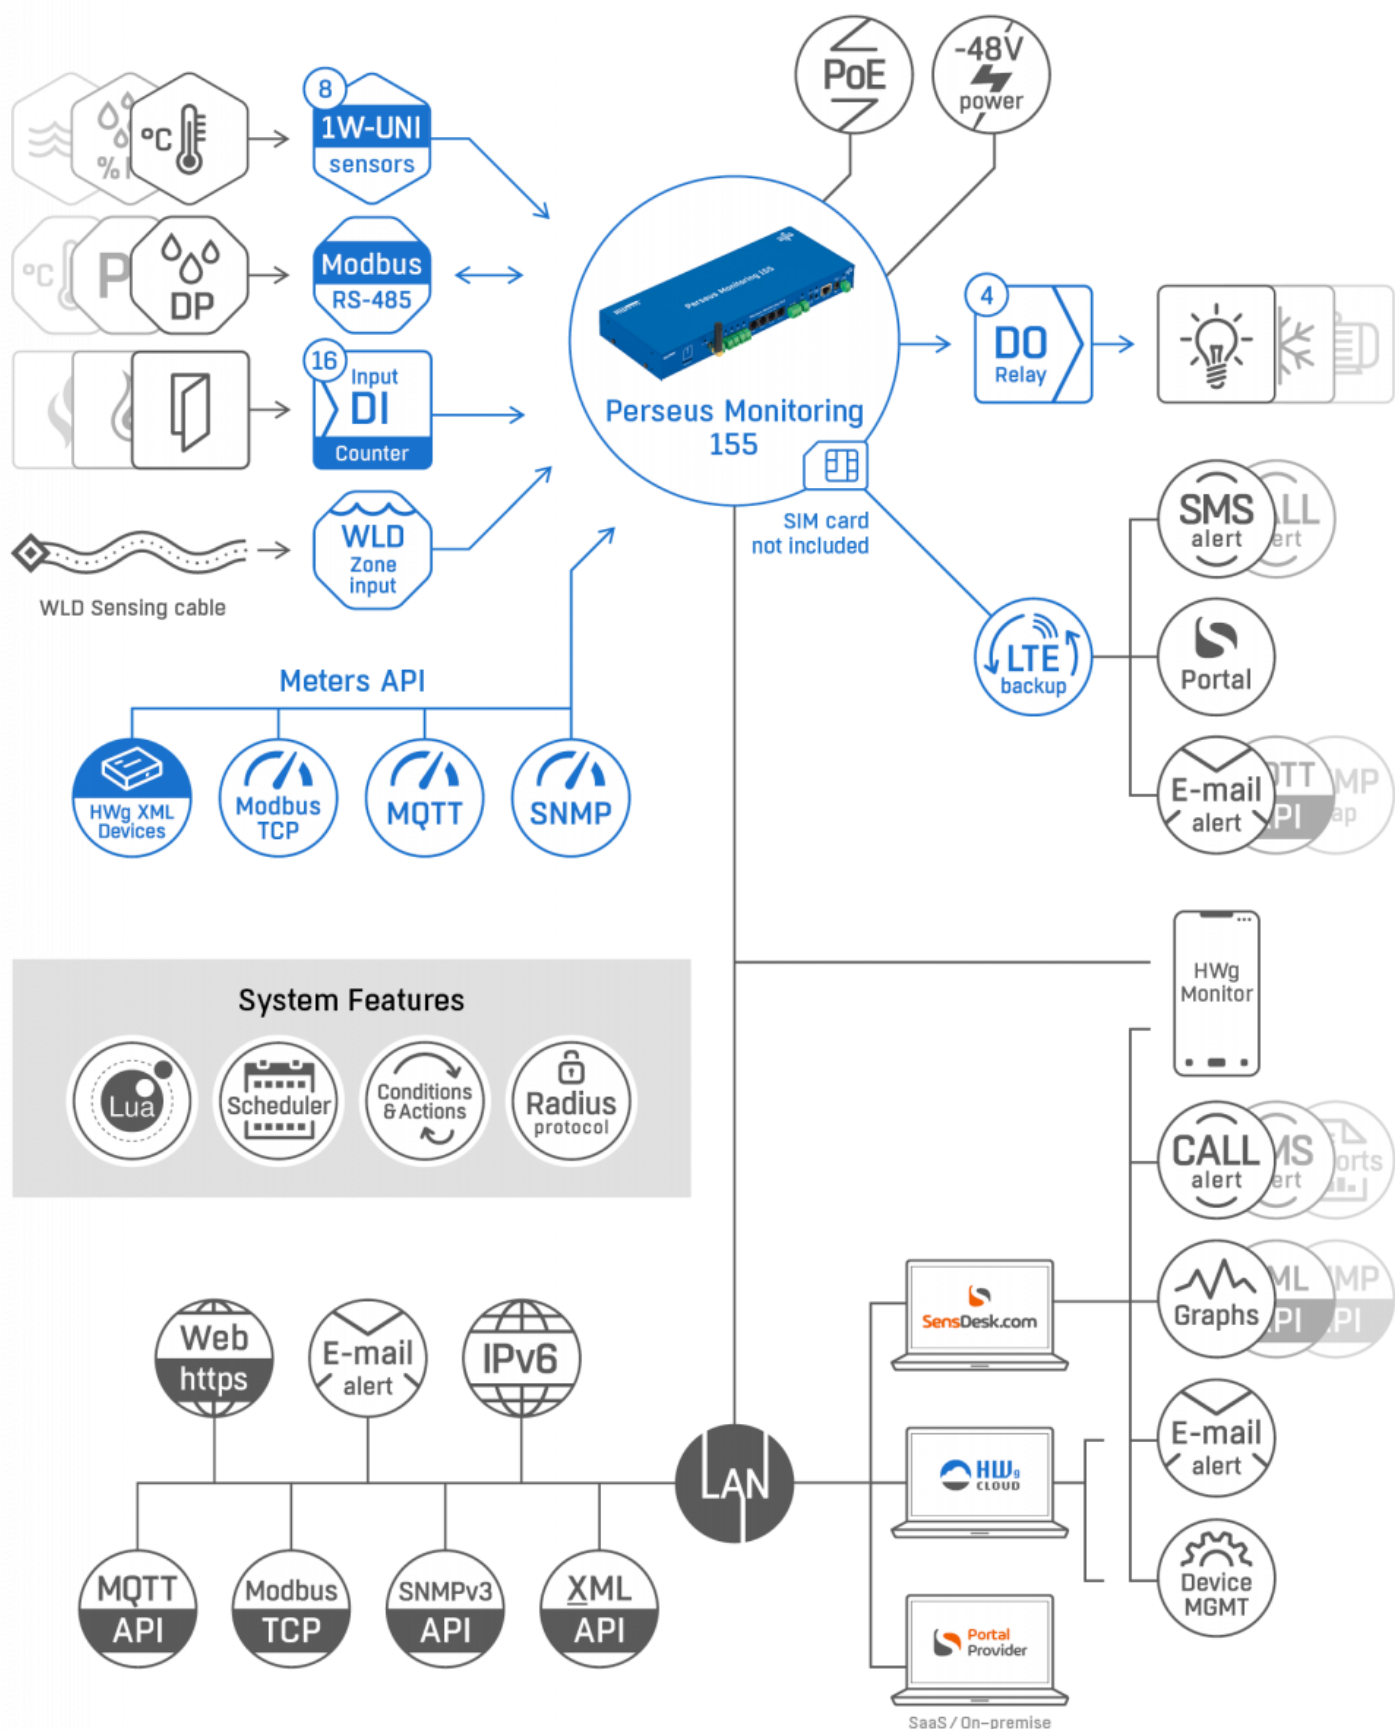 PoE
-48V
power
°C
%
8
1W-UNI
sensors
°C
P
DP
Modbus
RS-485
16
Input
DI
Counter
WLD Sensing cable
WLD
Zone
input
Perseus Monitoring 155
Perseus Monitoring
155
SIM card
not included
4
DO
Relay
LTE
backup
SMS
alert
Portal
E-mail
alert
Meters API
HWg XML
Devices
Modbus
TCP
MQTT
SNMP
System Features
Lua
Scheduler
Conditions
& Actions
Radius
protocol
HWg
Monitor
CALL
alert
Graphs
E-mail
alert
Device
MGMT
SensDesk.com
HWg
CLOUD
Portal
Provider
SaaS / On-premise
LAN
Web
https
E-mail
alert
IPv6
MQTT
API
Modbus
TCP
SNMPv3
API
XML
API